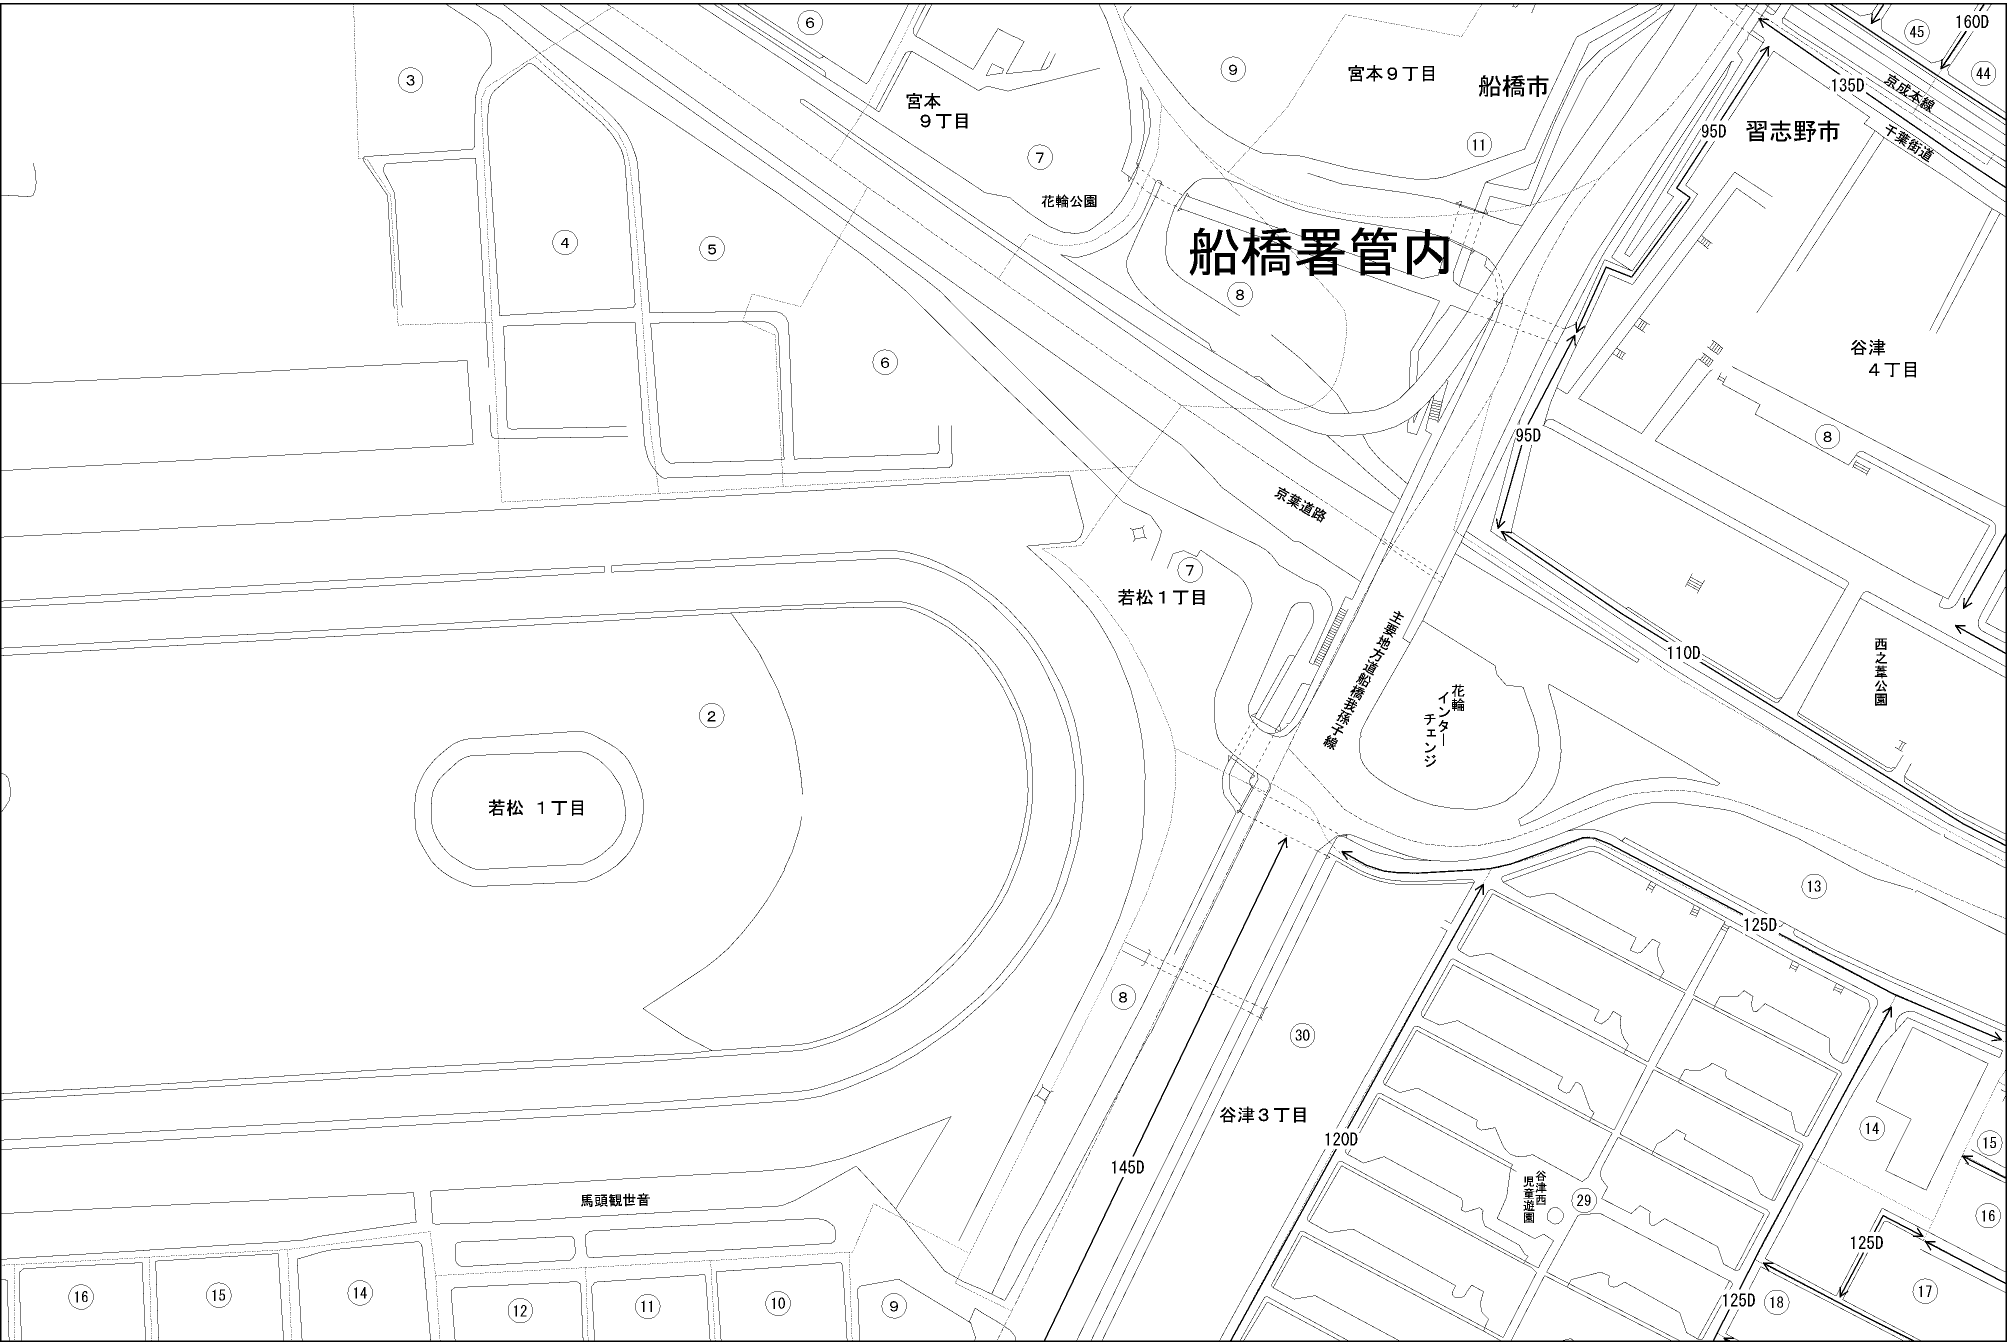 ⑥
③
宮本
９丁目
⑦
花輪公園
⑨
宮本９丁目
船橋市
⑪
160D
㊺
㊹
135D
京成本線
千葉街道
95D
習志野市
④
⑤
⑥
船橋署管内
⑧
谷津
４丁目
⑧
95D
京葉道路
⑦
若松１丁目
主要地方道船橋我孫子線
花輪
インター
チェンジ
110D
西之葦公園
②
若松 １丁目
⑬
125D
⑧
㉚
谷津３丁目
120D
145D
谷津西
児童遊園
㉙
⑭
⑮
⑯
125D
⑰
⑱
125D
馬頭観世音
⑯
⑮
⑭
⑫
⑪
⑩
⑨